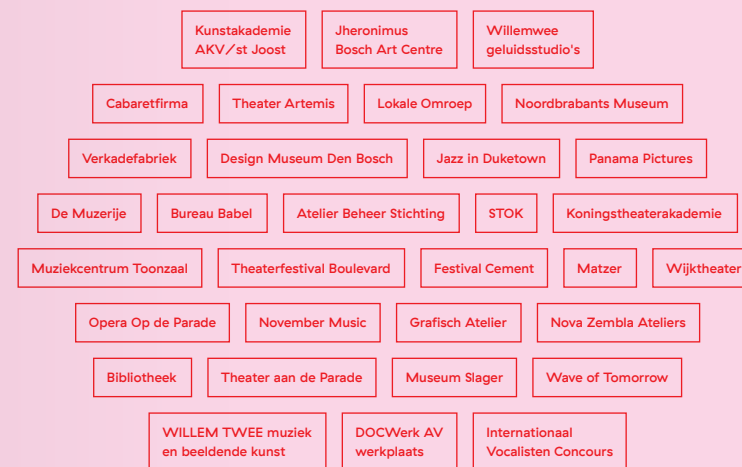 Kunstakademie
AKV/st Joost
Jheronimus
Bosch Art Centre
Willemwee
geluidsstudio's
Cabaretfirma
Theater Artemis
Lokale Omroep
Noordbrabants Museum
Verkadefabriek
Design Museum Den Bosch
Jazz in Duketown
Panama Pictures
De Muzerije
Bureau Babel
Atelier Beheer Stichting
STOK
Koningstheaterakademie
Muziekcentrum Toonzaal
Theaterfestival Boulevard
Festival Cement
Matzer
Wijktheater
Opera Op de Parade
November Music
Grafisch Atelier
Nova Zembla Ateliers
Bibliotheek
Theater aan de Parade
Museum Slager
Wave of Tomorrow
WILLEM TWEE muziek
en beeldende kunst
DOCWerk AV
werkplaats
Internationaal
Vocalisten Concours